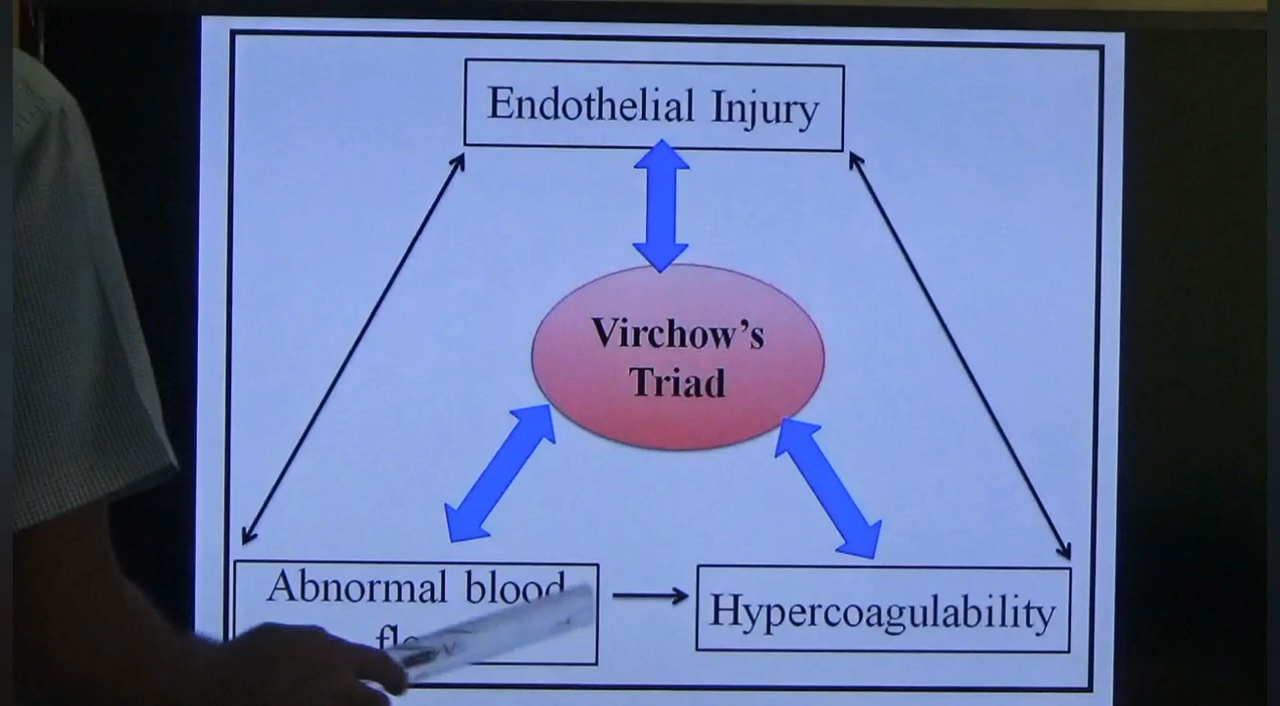 Endothelial Injury
Virchow's
Triad
Abnormal blood
Hypercoagulability